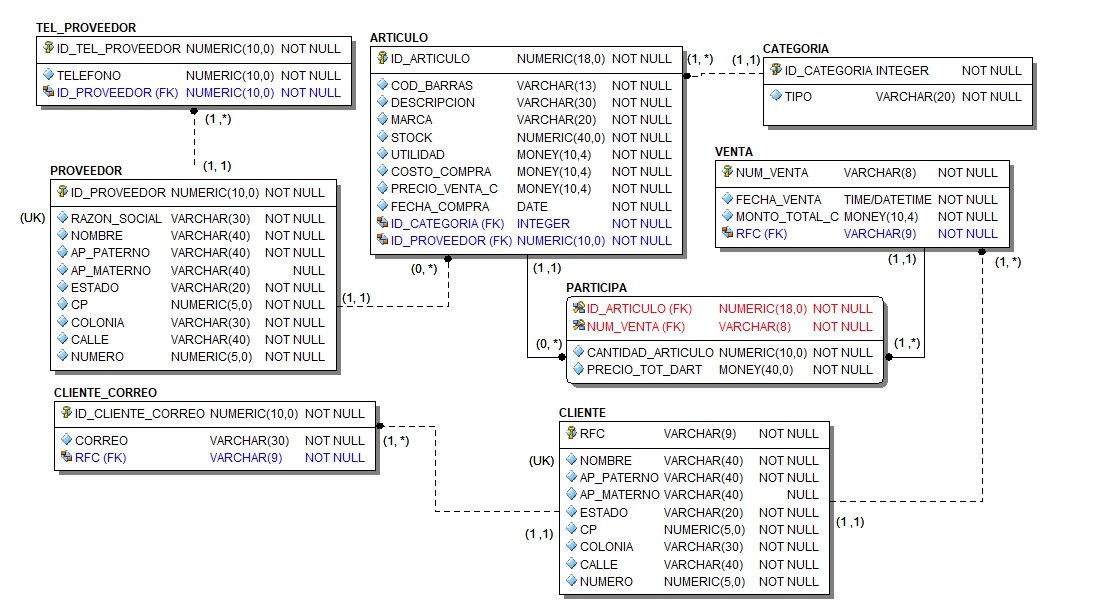 TEL_PROVEEDOR
ID_TEL_PROVEEDOR NUMERIC(10,0) NOT NULL
TELEFONO NUMERIC(10,0) NOT NULL
ID_PROVEEDOR (FK) NUMERIC(10,0) NOT NULL
(1 ,*)
(1, 1)
PROVEEDOR
ID_PROVEEDOR NUMERIC(10,0) NOT NULL
(UK) RAZON_SOCIAL VARCHAR(30) NOT NULL
NOMBRE VARCHAR(40) NOT NULL
AP_PATERNO VARCHAR(40) NOT NULL
AP_MATERNO VARCHAR(40) NULL
ESTADO VARCHAR(20) NOT NULL
CP NUMERIC(5,0) NOT NULL
COLONIA VARCHAR(30) NOT NULL
CALLE VARCHAR(40) NOT NULL
NUMERO NUMERIC(5,0) NOT NULL
(1, 1)
(0, *)
ARTICULO
ID_ARTICULO NUMERIC(18,0) NOT NULL
COD_BARRAS VARCHAR(13) NOT NULL
DESCRIPCION VARCHAR(30) NOT NULL
MARCA VARCHAR(20) NOT NULL
STOCK NUMERIC(40,0) NOT NULL
UTILIDAD MONEY(10,4) NOT NULL
COSTO_COMPRA MONEY(10,4) NOT NULL
PRECIO_VENTA_C MONEY(10,4) NOT NULL
FECHA_COMPRA DATE NOT NULL
ID_CATEGORIA (FK) INTEGER NOT NULL
ID_PROVEEDOR (FK) NUMERIC(10,0) NOT NULL
(1, *)
(1 ,1)
CATEGORIA
ID_CATEGORIA INTEGER NOT NULL
TIPO VARCHAR(20) NOT NULL
VENTA
NUM_VENTA VARCHAR(8) NOT NULL
FECHA_VENTA TIME/DATETIME NOT NULL
MONTO_TOTAL_C MONEY(10,4) NOT NULL
RFC (FK) VARCHAR(9) NOT NULL
(1 ,1)
(1, *)
(1 ,1)
PARTICIPA
ID_ARTICULO (FK) NUMERIC(18,0) NOT NULL
NUM_VENTA (FK) VARCHAR(8) NOT NULL
CANTIDAD_ARTICULO NUMERIC(10,0) NOT NULL
PRECIO_TOT_DART MONEY(40,0) NOT NULL
(0, *)
(1 ,*)
CLIENTE_CORREO
ID_CLIENTE_CORREO NUMERIC(10,0) NOT NULL
CORREO VARCHAR(30) NOT NULL
RFC (FK) VARCHAR(9) NOT NULL
(1, *)
CLIENTE
RFC VARCHAR(9) NOT NULL
(UK) NOMBRE VARCHAR(40) NOT NULL
AP_PATERNO VARCHAR(40) NOT NULL
AP_MATERNO VARCHAR(40) NULL
ESTADO VARCHAR(20) NOT NULL
CP NUMERIC(5,0) NOT NULL
COLONIA VARCHAR(30) NOT NULL
CALLE VARCHAR(40) NOT NULL
NUMERO NUMERIC(5,0) NOT NULL
(1 ,1)
(1 ,1)